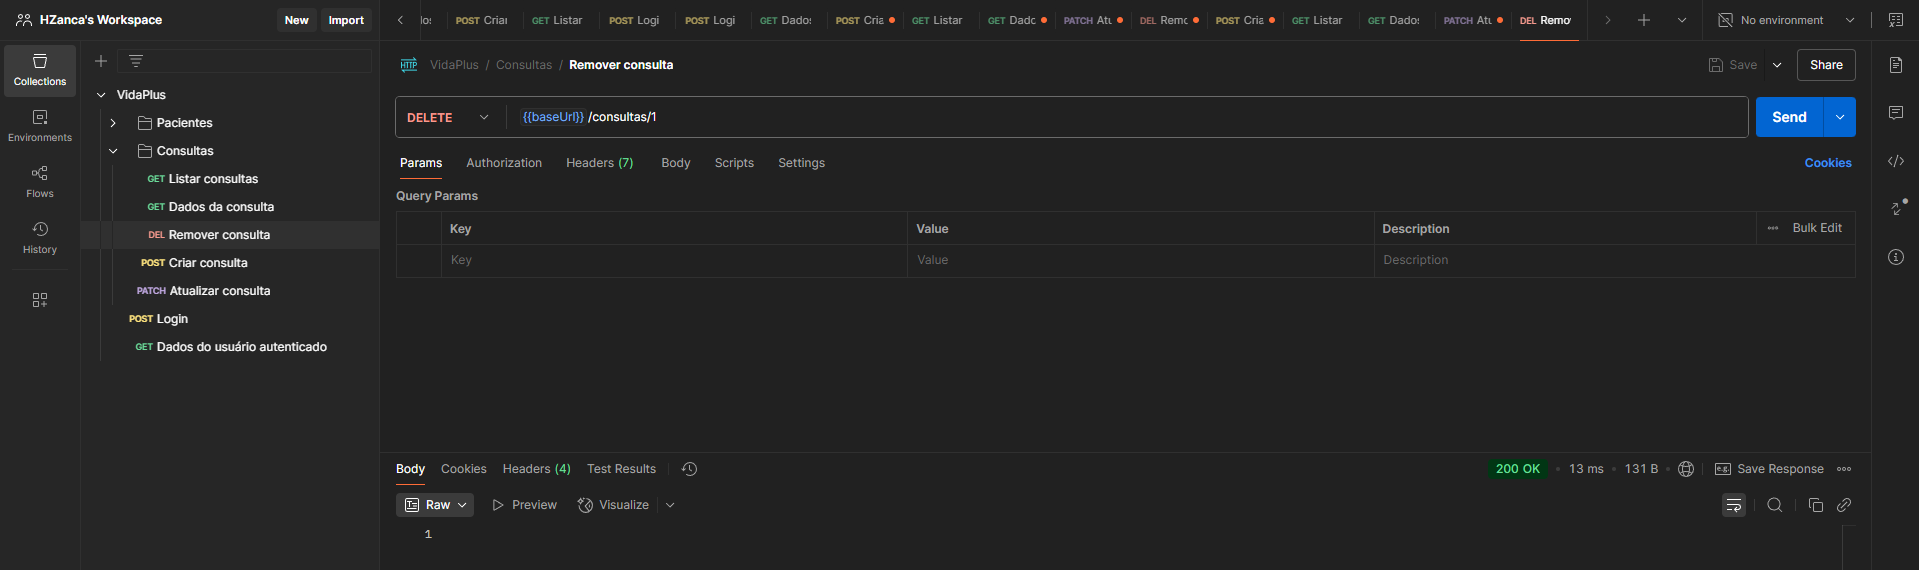 HZanca's Workspace
New
Import
POST Criar
GET Listar
POST Logi
POST Logi
GET Dados
POST Cria
GET Listar
GET Dado
PATCH Atu
DEL Remo
POST Cria
GET Listar
GET Dados
PATCH Atu
DEL Remov
No environment
Collections
Environments
Flows
History
VidaPlus
Pacientes
Consultas
GET Listar consultas
GET Dados da consulta
DEL Remover consulta
POST Criar consulta
PATCH Atualizar consulta
POST Login
GET Dados do usuário autenticado
HTTP VidaPlus / Consultas / Remover consulta
Save
Share
DELETE
{{baseUrl}} /consultas/1
Send
Params Authorization Headers (7) Body Scripts Settings
Cookies
Query Params
Key Value Description
Bulk Edit
Key Value Description
Body Cookies Headers (4) Test Results
200 OK • 13 ms • 131 B
e.g. Save Response
Raw Preview Visualize
1